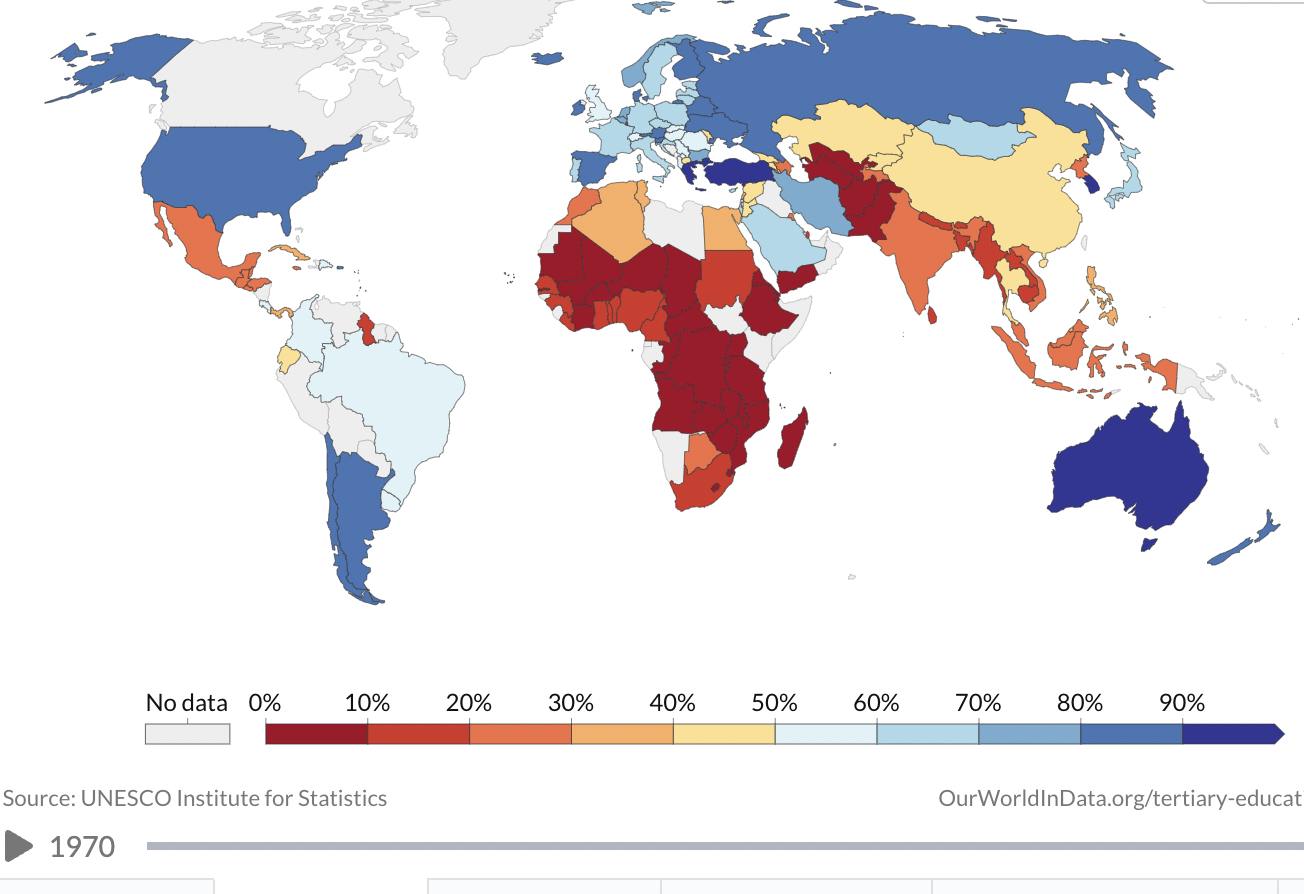 No data 0% 10% 20% 30% 40% 50% 60% 70% 80% 90%
Source: UNESCO Institute for Statistics OurWorldInData.org/tertiary-educat
1970